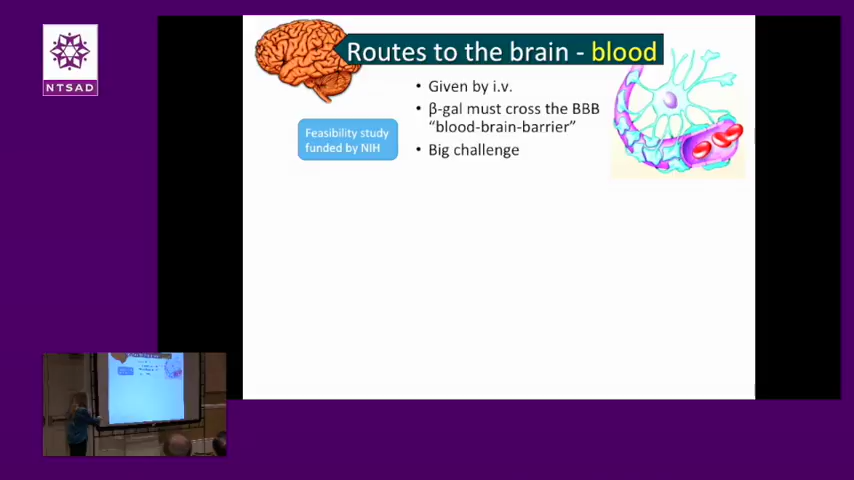 NTSAD
Routes to the brain - blood
• Given by i.v.
• β-gal must cross the BBB
“blood-brain-barrier”
• Big challenge
Feasibility study
funded by NIH